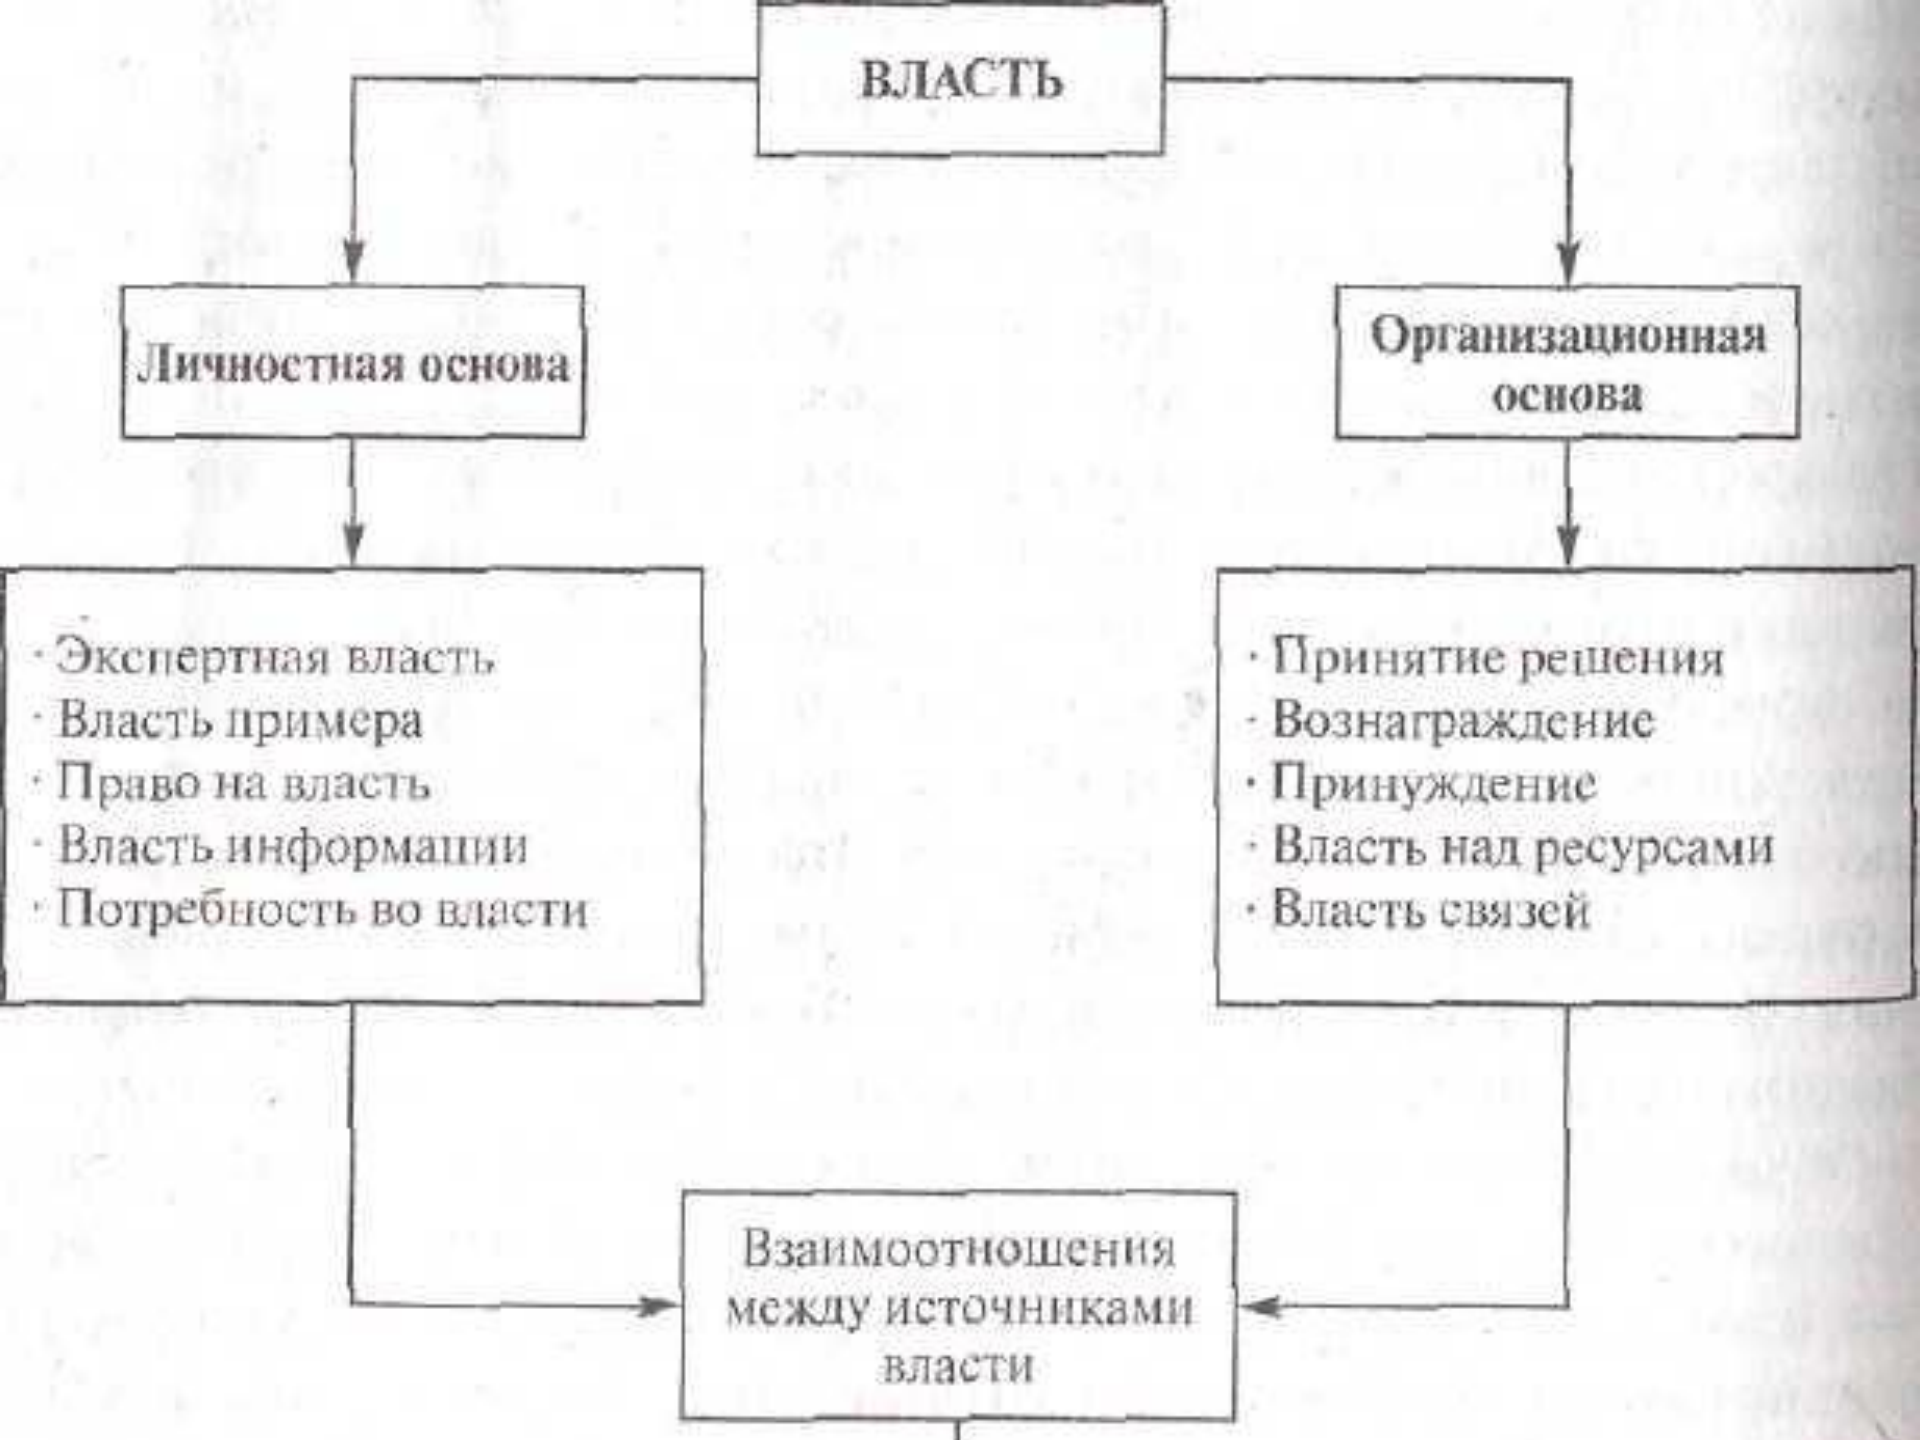 ВЛАСТЬ
Личностная основа
Организационная
основа
· Экспертная власть
· Власть примера
· Право на власть
· Власть информации
· Потребность во власти
· Принятие решения
· Вознаграждение
· Принуждение
· Власть над ресурсами
· Власть связей
Взаимоотношения
между источниками
власти